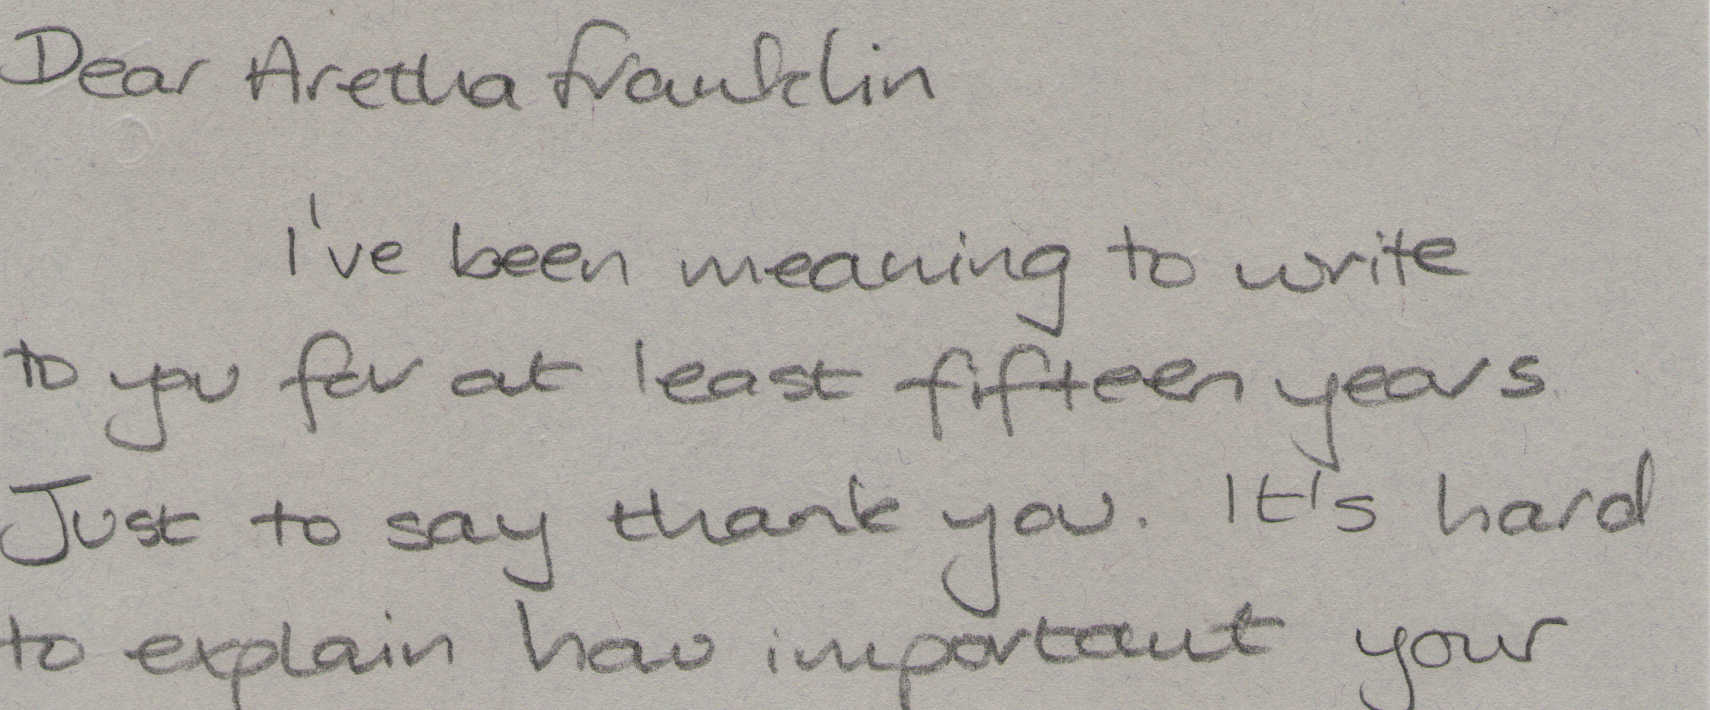 Dear Aretha Franklin
I've been meaning to write
to you for at least fifteen years.
Just to say thank you. It's hard
to explain how important your